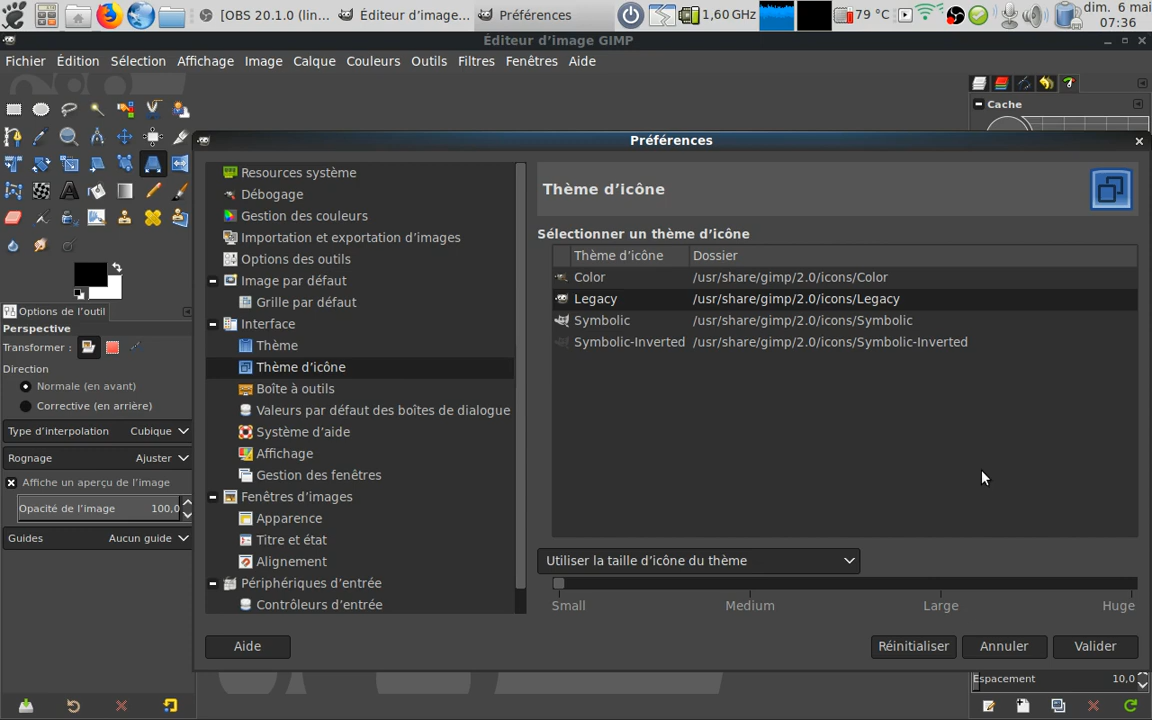 [OBS 20.1.0 (lin...
Éditeur d'image...
Préférences
1,60 GHz
79 °C
dim. 6 mai
07:36
Éditeur d'image GIMP
Fichier Édition Sélection Affichage Image Calque Couleurs Outils Filtres Fenêtres Aide
Cache
Préférences
Resources système
Débogage
Gestion des couleurs
Importation et exportation d'images
Options des outils
Image par défaut
Grille par défaut
Interface
Thème
Thème d'icône
Boîte à outils
Valeurs par défaut des boîtes de dialogue
Système d'aide
Affichage
Gestion des fenêtres
Fenêtres d'images
Apparence
Titre et état
Alignement
Périphériques d'entrée
Contrôleurs d'entrée
Thème d'icône
Sélectionner un thème d'icône
Thème d'icône Dossier
Color /usr/share/gimp/2.0/icons/Color
Legacy /usr/share/gimp/2.0/icons/Legacy
Symbolic /usr/share/gimp/2.0/icons/Symbolic
Symbolic-Inverted /usr/share/gimp/2.0/icons/Symbolic-Inverted
Utiliser la taille d'icône du thème
Small Medium Large Huge
Aide Réinitialiser Annuler Valider
Options de l'outil
Perspective
Transformer :
Direction
Normale (en avant)
Corrective (en arrière)
Type d'interpolation Cubique
Rognage Ajuster
Affiche un aperçu de l'image
Opacité de l'image 100,0
Guides Aucun guide
Espacement 10,0